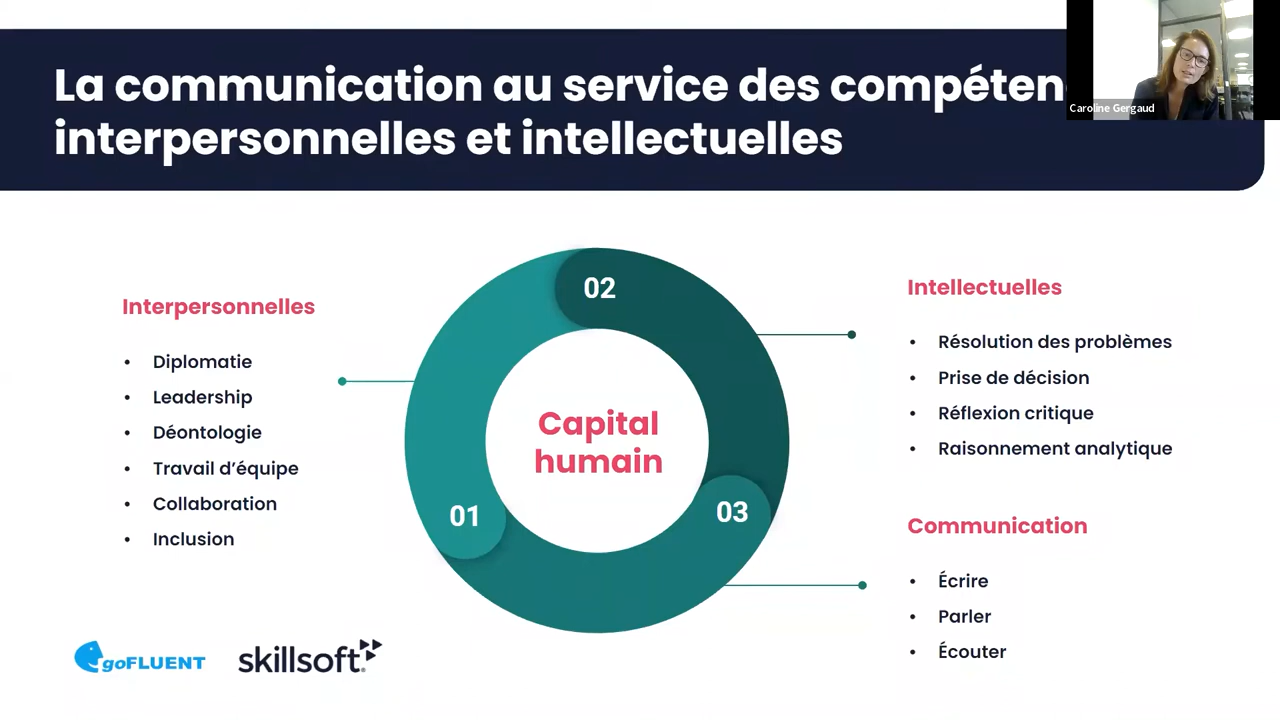 La communication au service des compéten
interpersonnelles et intellectuelles
Caroline Gergaud
Interpersonnelles
• Diplomatie
• Leadership
• Déontologie
• Travail d’équipe
• Collaboration
• Inclusion
01
02
03
Capital
humain
Intellectuelles
• Résolution des problèmes
• Prise de décision
• Réflexion critique
• Raisonnement analytique
Communication
• Écrire
• Parler
• Écouter
goFLUENT
skillsoft